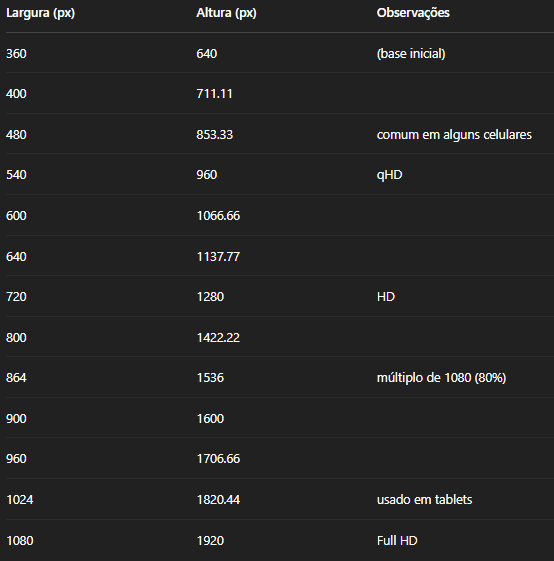 Largura (px) Altura (px) Observações
360 640 (base inicial)
400 711.11
480 853.33 comum em alguns celulares
540 960 qHD
600 1066.66
640 1137.77
720 1280 HD
800 1422.22
864 1536 múltiplo de 1080 (80%)
900 1600
960 1706.66
1024 1820.44 usado em tablets
1080 1920 Full HD